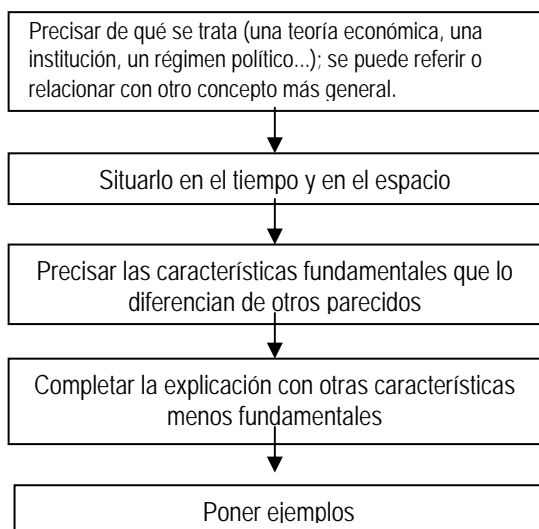 Precisar de qué se trata (una teoría económica, una
institución, un régimen político...); se puede referir o
relacionar con otro concepto más general.
Situarlo en el tiempo y en el espacio
Precisar las características fundamentales que lo
diferencian de otros parecidos
Completar la explicación con otras características
menos fundamentales
Poner ejemplos